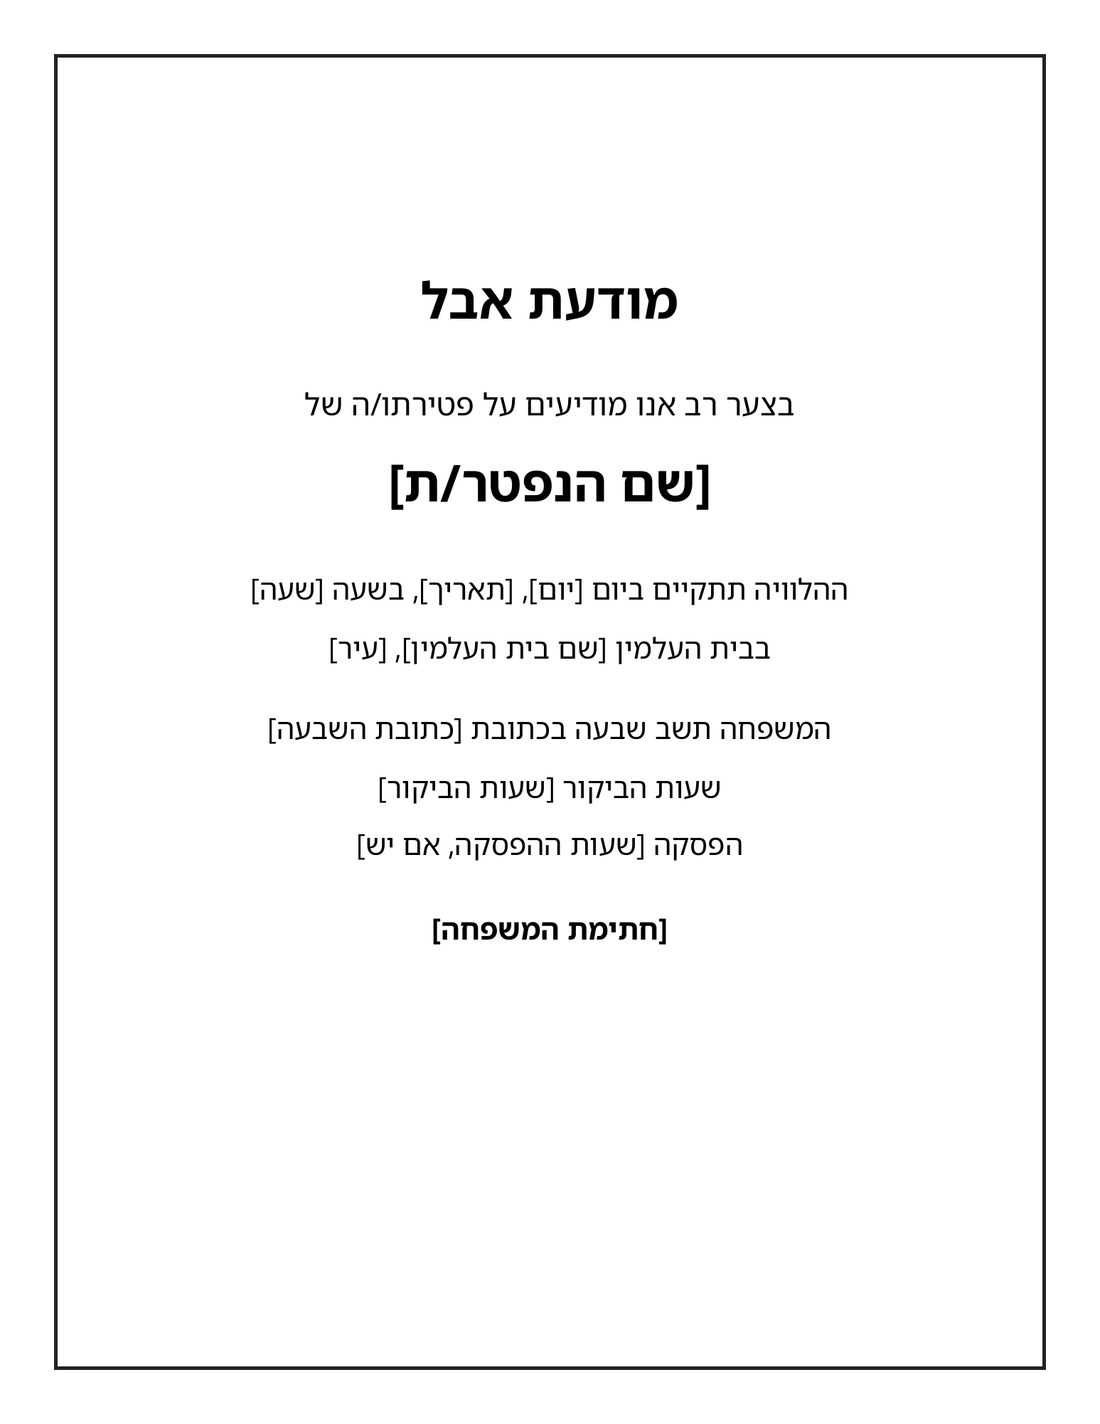 מודעת אבל
בצער רב אנו מודיעים על פטירתו/ה של
[שם הנפטר/ת]
ההלוויה תתקיים ביום [יום], [תאריך], בשעה [שעה]
בבית העלמין [שם בית העלמין], [עיר]
המשפחה תשב שבעה בכתובת [כתובת השבעה]
שעות הביקור [שעות הביקור]
הפסקה [שעות ההפסקה, אם יש]
[חתימת המשפחה]